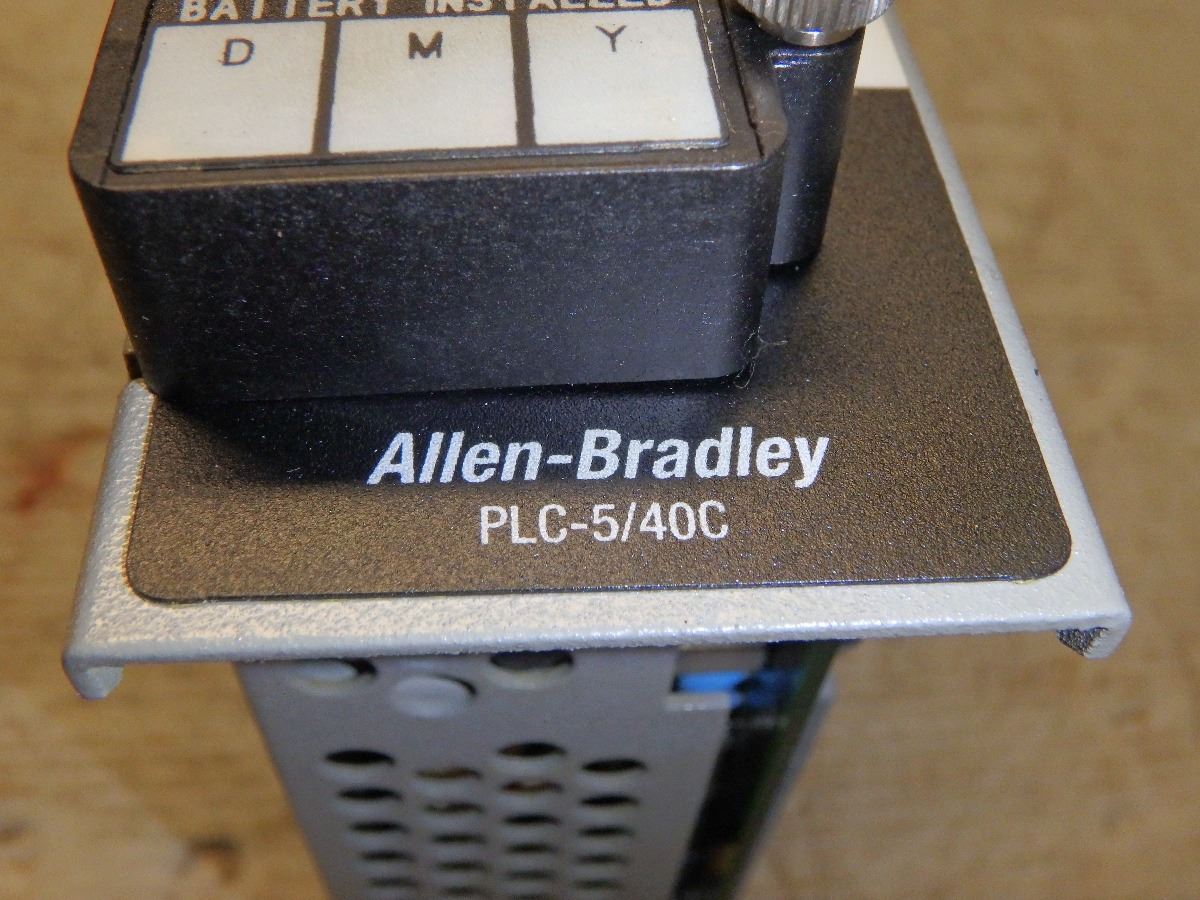 BATTERY INSTALLED
D M Y
Allen-Bradley
PLC-5/40C